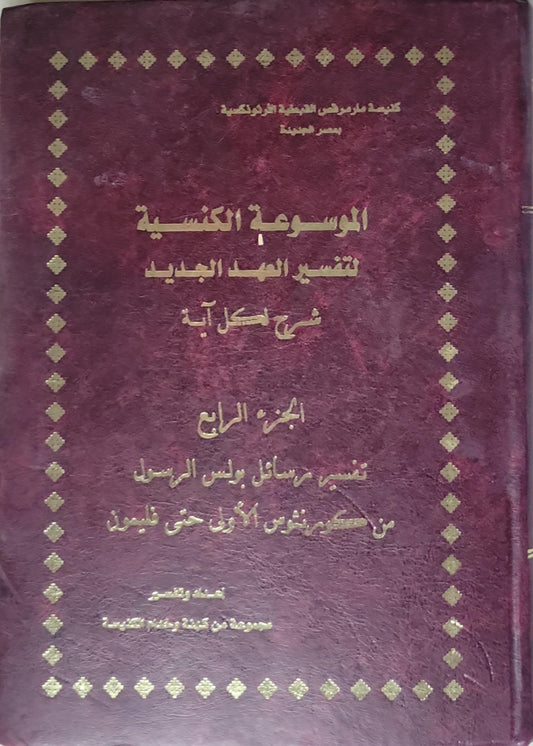 كنيسة مارمرقص القبطية الأرثوذكسية
بمصر الجديدة
الموسوعة الكنسية
لتفسير العهد الجديد
شرح لكل آية
الجزء الرابع
تفسير رسائل بولس الرسول
من كورنثوس الأولى حتى فليمون
إعداد وتفسير
مجموعة من كهنة وخدام الكنيسة